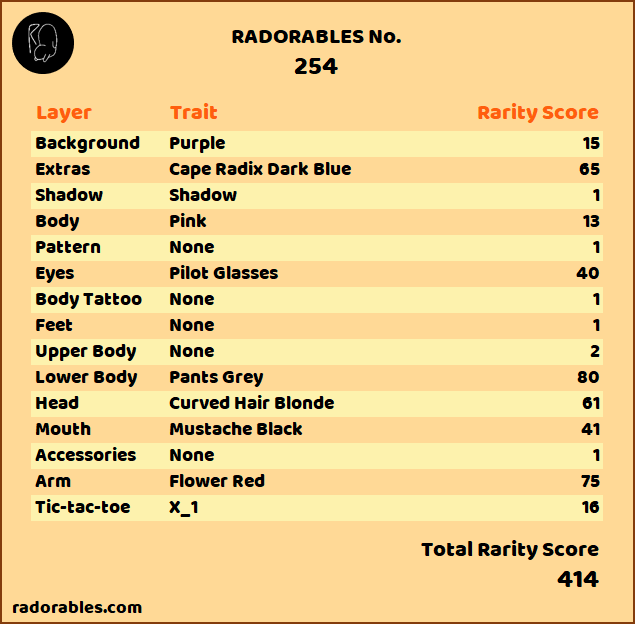 RADORABLES No.
254
Layer Trait Rarity Score
Background Purple 15
Extras Cape Radix Dark Blue 65
Shadow Shadow 1
Body Pink 13
Pattern None 1
Eyes Pilot Glasses 40
Body Tattoo None 1
Feet None 1
Upper Body None 2
Lower Body Pants Grey 80
Head Curved Hair Blonde 61
Mouth Mustache Black 41
Accessories None 1
Arm Flower Red 75
Tic-tac-toe X_1 16
Total Rarity Score
414
radorables.com